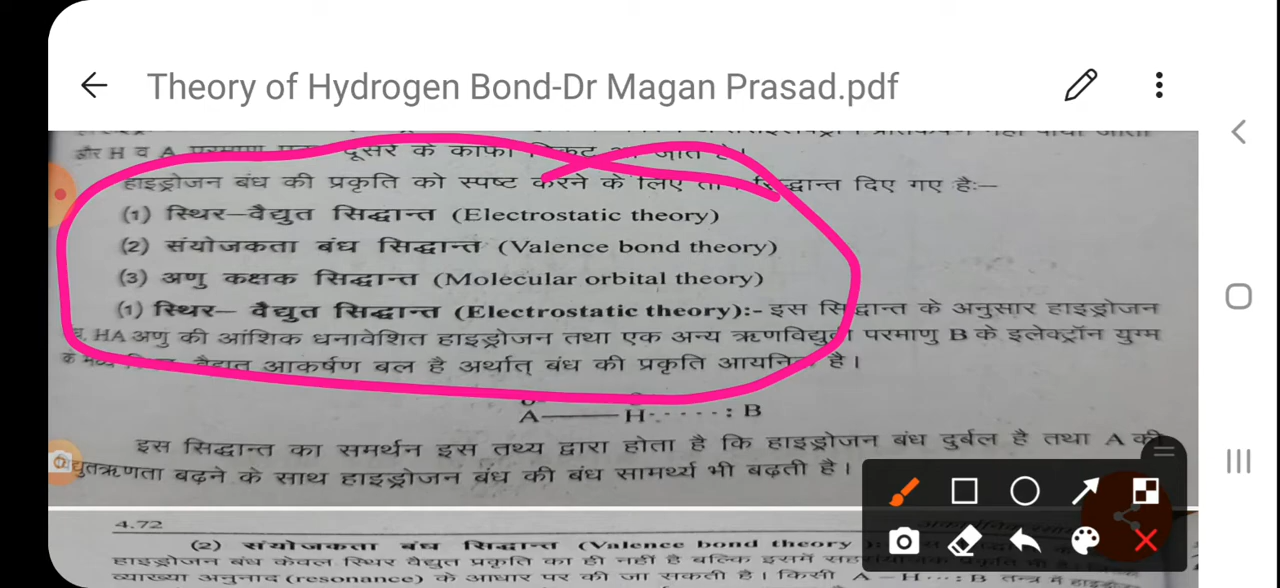 Theory of Hydrogen Bond-Dr Magan Prasad.pdf
और H व A दूसरे के काफी जाते है।
हाइड्रोजन बंध की प्रकृति को स्पष्ट करने के लिए सिद्धान्त दिए गए है:–
(1) स्थिर–वैद्युत सिद्धान्त (Electrostatic theory)
(2) संयोजकता बंध सिद्धान्त (Valence bond theory)
(3) अणु कक्षक सिद्धान्त (Molecular orbital theory)
(1) स्थिर– वैद्युत सिद्धान्त (Electrostatic theory):- इस सिद्धान्त के अनुसार हाइड्रोजन
HA अणु की आंशिक धनावेशित हाइड्रोजन तथा एक अन्य ऋणविद्युती परमाणु B के इलेक्ट्रॉन युग्म
के वैद्युत आकर्षण बल है अर्थात् बंध की प्रकृति आयनिक है।
A——H·····: B
इस सिद्धान्त का समर्थन इस तथ्य द्वारा होता है कि हाइड्रोजन बंध दुर्बल है तथा A की
बढ़ने के साथ हाइड्रोजन बंध की बंध सामर्थ्य भी बढ़ती है।
4.72
(2) संयोजकता बंध सिद्धान्त (Valence bond theory
हाइड्रोजन बंध केवल स्थिर वैद्युत प्रकृति का ही नहीं है बल्कि इसमें
व्याख्या अनुनाद (resonance) के आधार पर की जा सकती है। किसी A – H···: B तन्त्र में